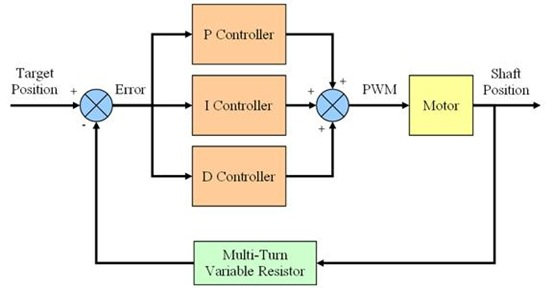 P Controller
Target
Position
+
Error
-
I Controller
D Controller
+
+
+
PWM
Motor
Shaft
Position
Multi-Turn
Variable Resistor